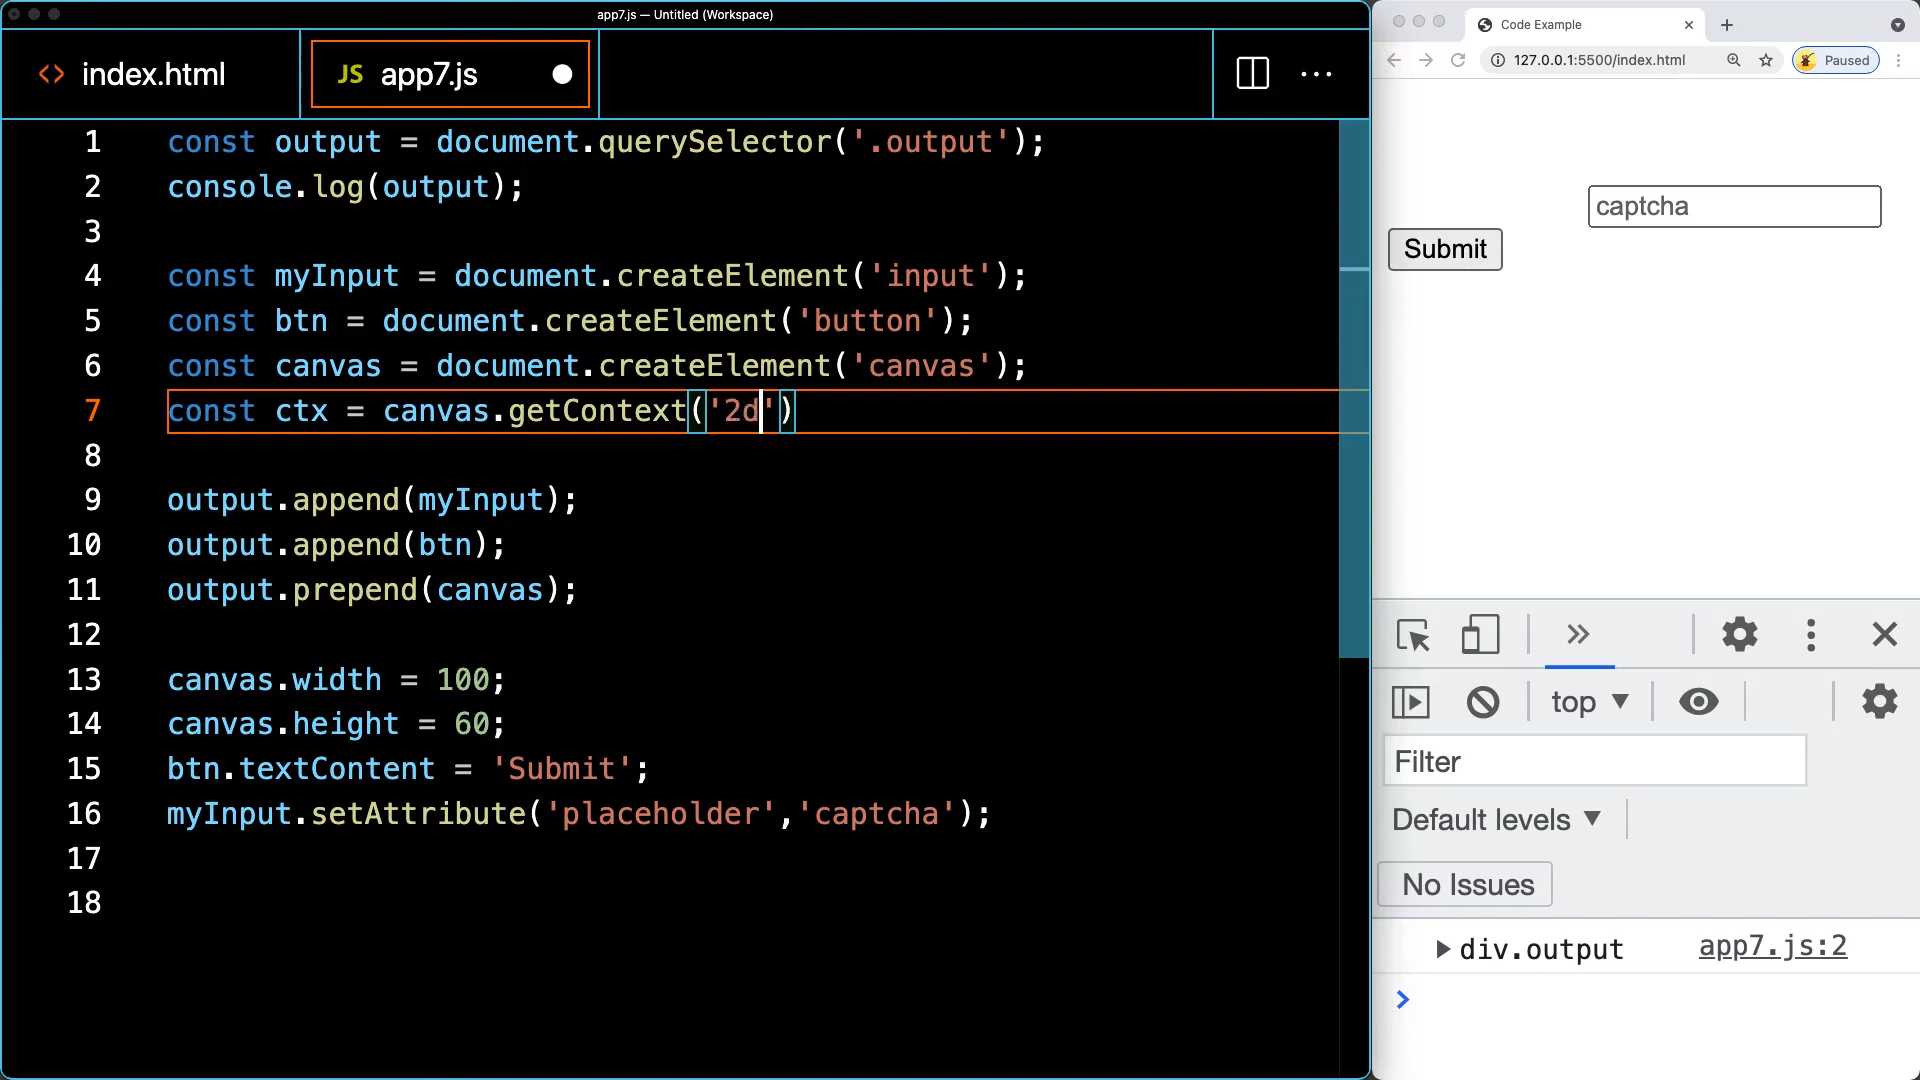 app7.js — Untitled (Workspace)
<> index.html
JS app7.js
1 const output = document.querySelector('.output');
2 console.log(output);
3
4 const myInput = document.createElement('input');
5 const btn = document.createElement('button');
6 const canvas = document.createElement('canvas');
7 const ctx = canvas.getContext('2d')
8
9 output.append(myInput);
10 output.append(btn);
11 output.prepend(canvas);
12
13 canvas.width = 100;
14 canvas.height = 60;
15 btn.textContent = 'Submit';
16 myInput.setAttribute('placeholder','captcha');
17
18
Code Example
127.0.0.1:5500/index.html
Paused
captcha
Submit
top
Filter
Default levels
No Issues
div.output app7.js:2